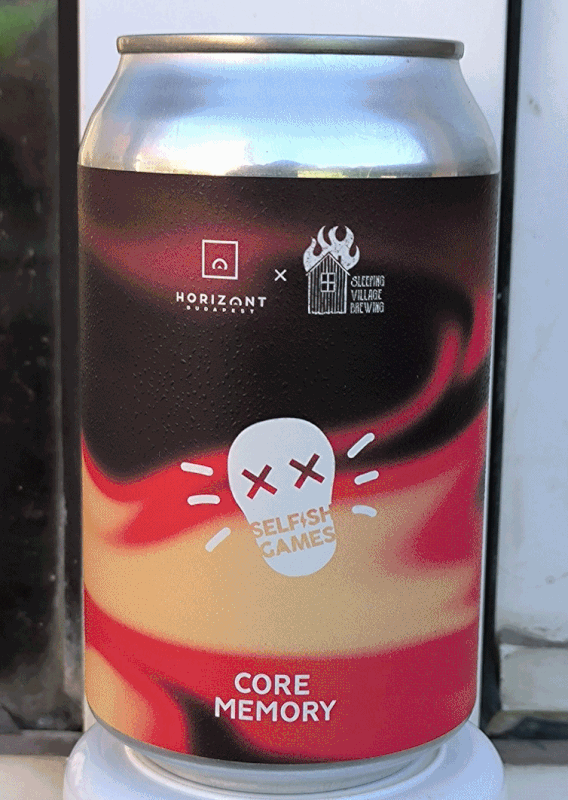 HORIZONT
BUDAPEST
×
SLEEPING
VILLAGE
BREWING
SELFISH
GAMES
CORE
MEMORY